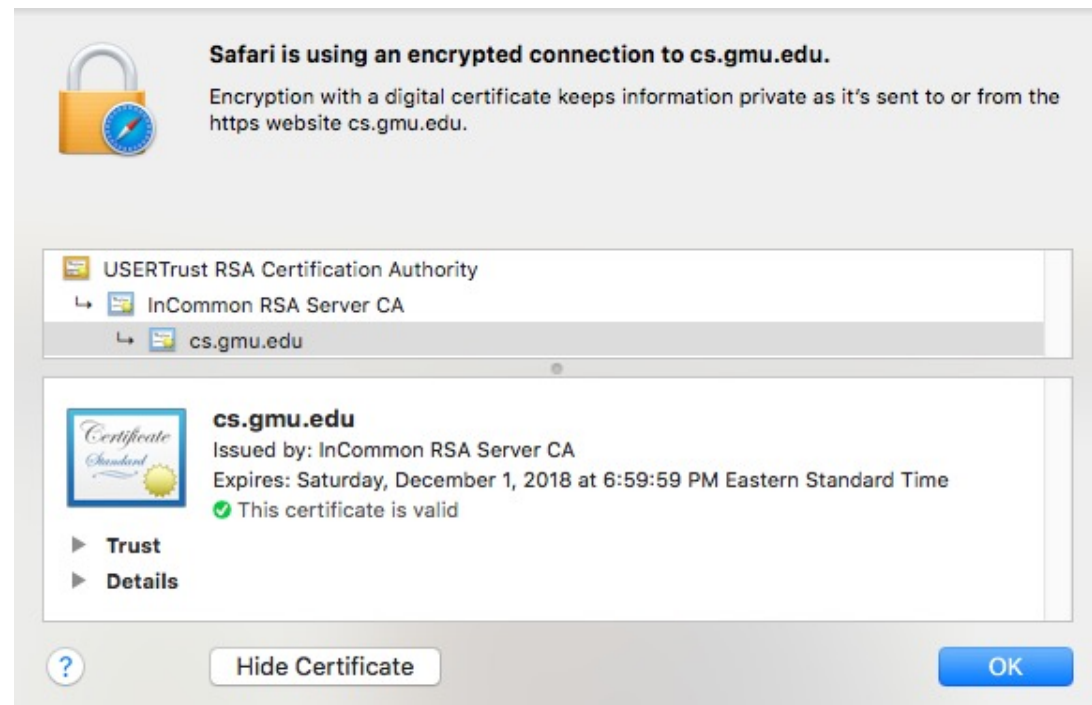 Safari is using an encrypted connection to cs.gmu.edu.
Encryption with a digital certificate keeps information private as it's sent to or from the
https website cs.gmu.edu.
USERTrust RSA Certification Authority
↳ InCommon RSA Server CA
↳ cs.gmu.edu
Certificate
Standard
cs.gmu.edu
Issued by: InCommon RSA Server CA
Expires: Saturday, December 1, 2018 at 6:59:59 PM Eastern Standard Time
This certificate is valid
Trust
Details
?
Hide Certificate
OK